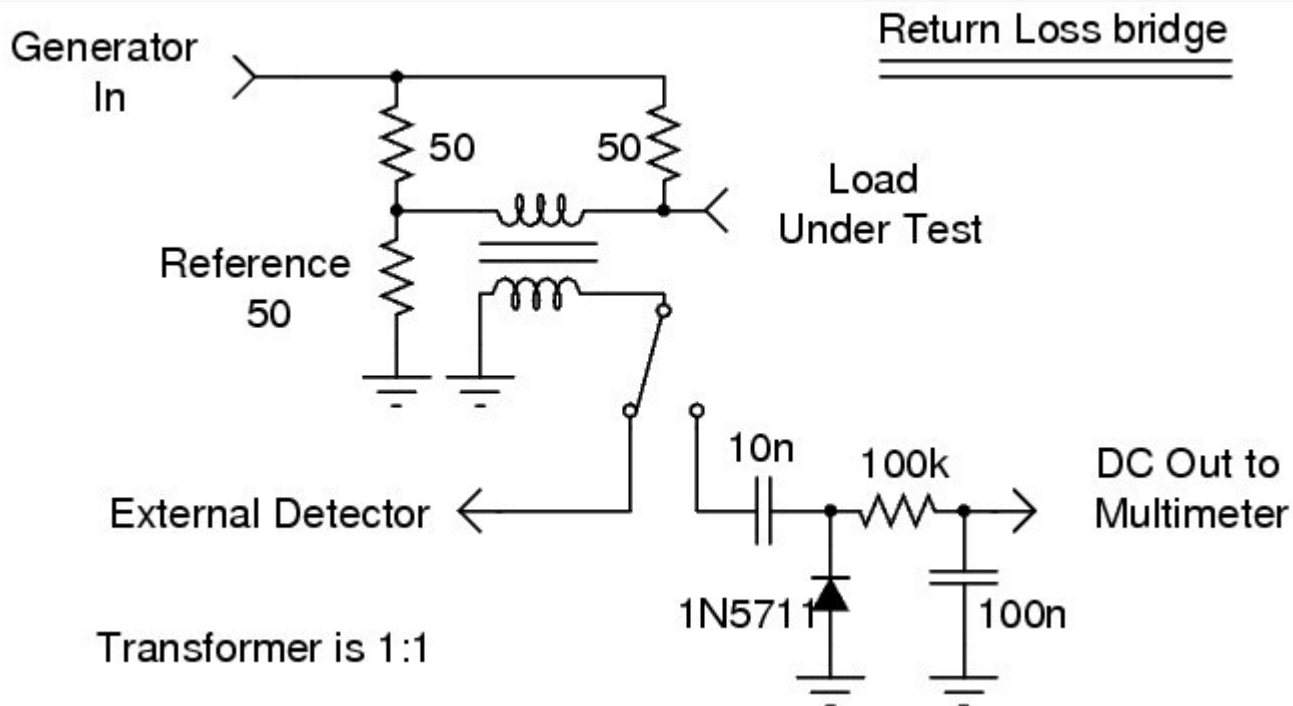 Return Loss bridge
Generator
In
50
50
Load
Under Test
Reference
50
10n
100k
DC Out to
Multimeter
External Detector
1N5711
100n
Transformer is 1:1